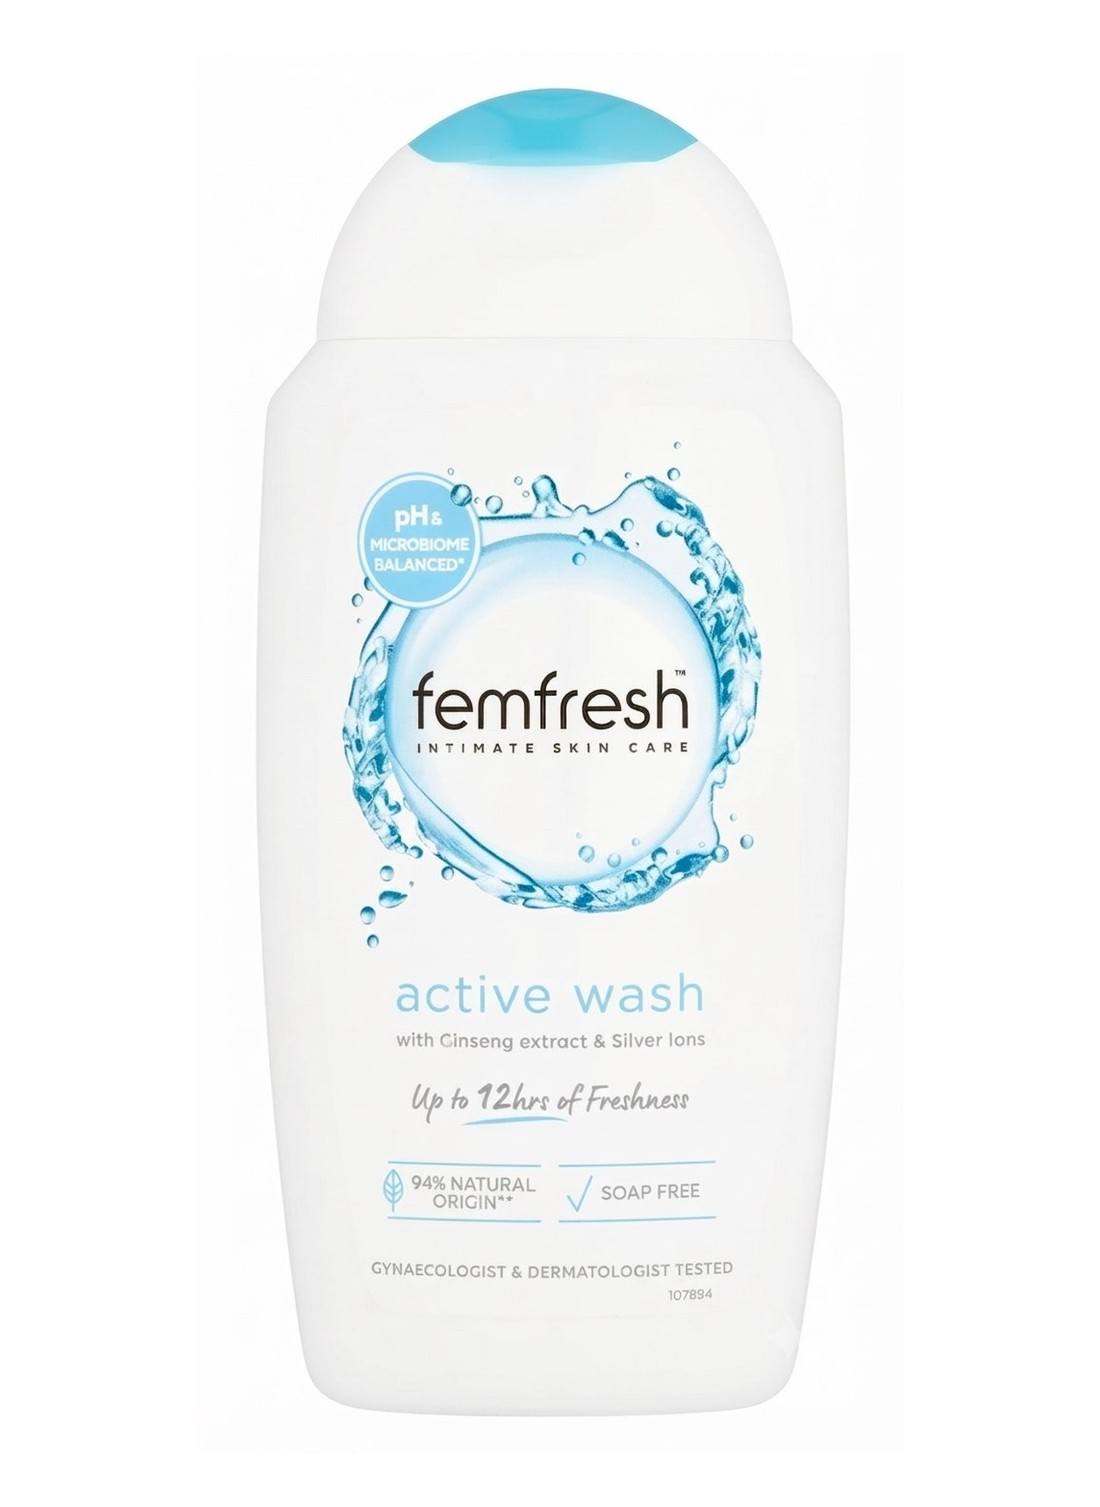 pH &
MICROBIOME
BALANCED*
femfresh™
INTIMATE SKIN CARE
active wash
with Ginseng extract & Silver Ions
Up to 12hrs of Freshness
94% NATURAL
ORIGIN**
SOAP FREE
GYNAECOLOGIST & DERMATOLOGIST TESTED
107894